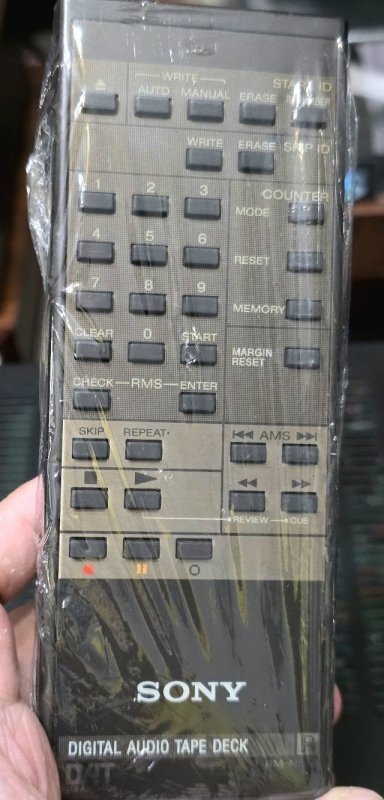 WRITE START ID
AUTO MANUAL ERASE RENUMBER
WRITE ERASE SKIP ID
1 2 3 COUNTER
MODE
4 5 6
RESET
7 8 9
MEMORY
CLEAR 0 START
MARGIN
RESET
CHECK RMS ENTER
SKIP REPEAT
AMS
REVIEW CUE
SONY
DIGITAL AUDIO TAPE DECK
DAT